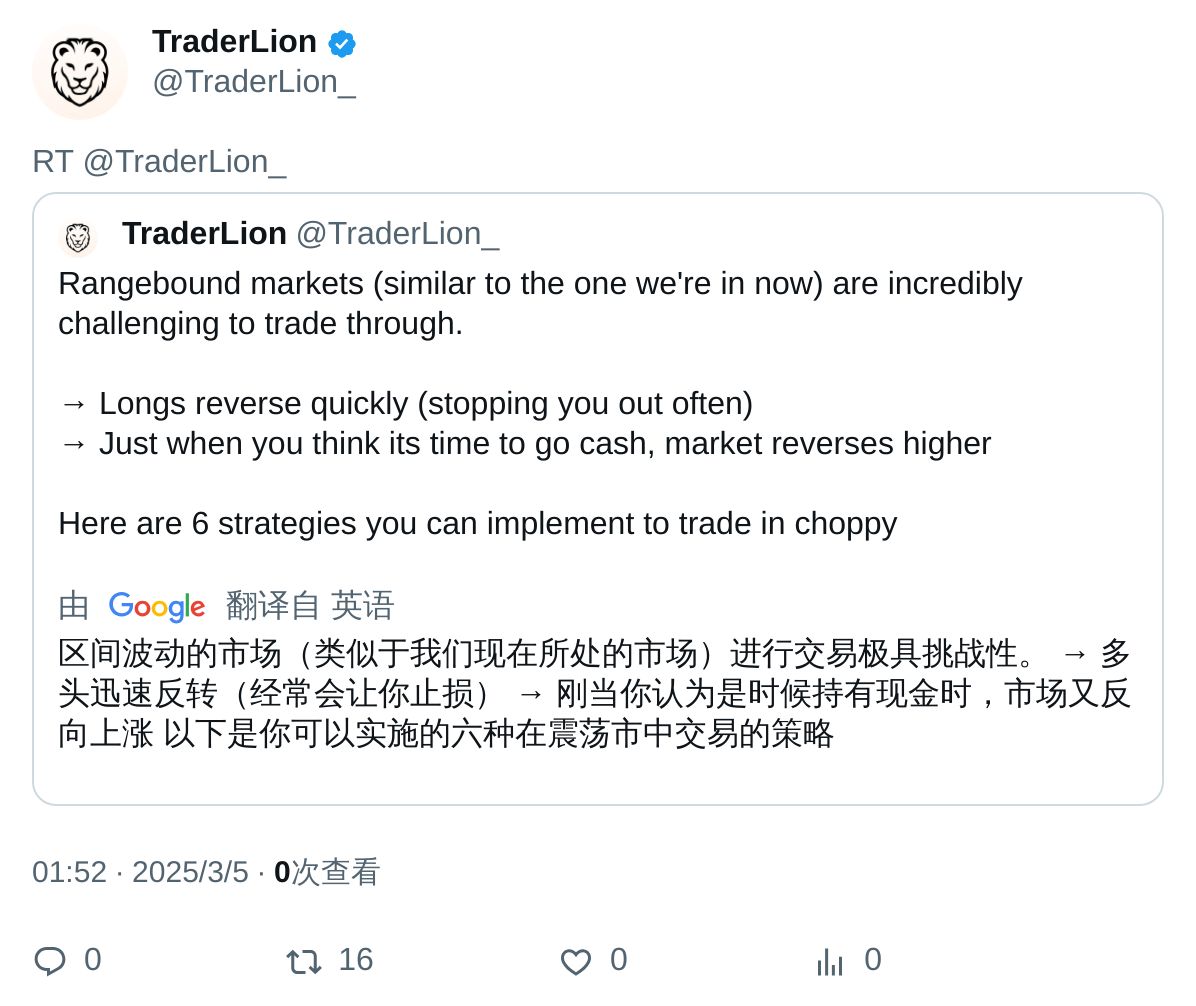 TraderLion
@TraderLion_
RT @TraderLion_
TraderLion @TraderLion_
Rangebound markets (similar to the one we're in now) are incredibly
challenging to trade through.
→ Longs reverse quickly (stopping you out often)
→ Just when you think its time to go cash, market reverses higher
Here are 6 strategies you can implement to trade in choppy
由 Google 翻译自 英语
区间波动的市场（类似于我们现在所处的市场）进行交易极具挑战性。 → 多
头迅速反转（经常会让你止损） → 刚当你认为是时候持有现金时，市场又反
向上涨 以下是你可以实施的六种在震荡市中交易的策略
01:52 · 2025/3/5 · 0次查看
0 16 0 0